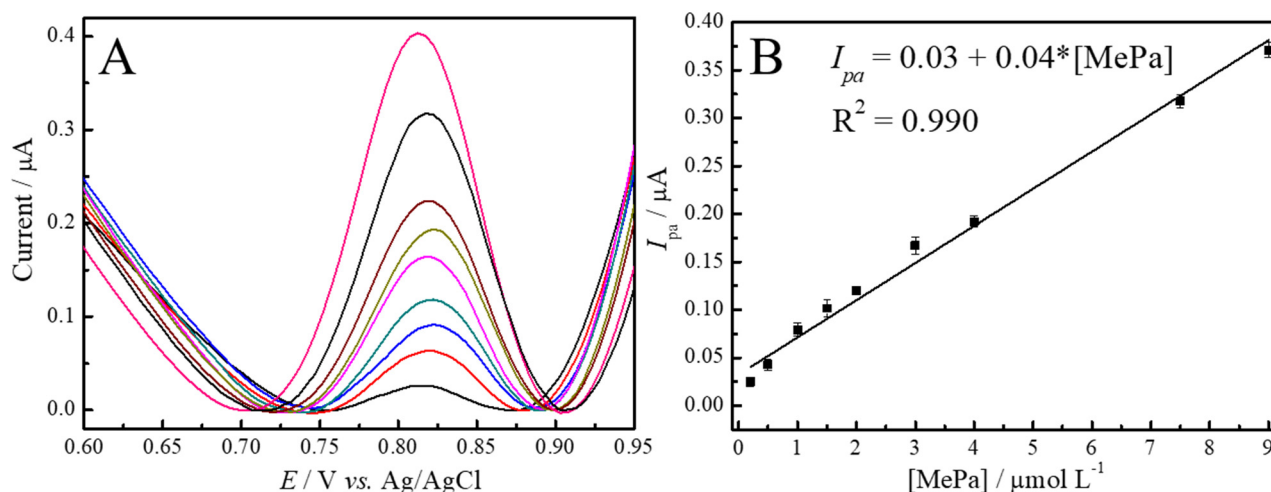 A
0.4
0.3
0.2
0.1
0.0
Current / μA
0.60 0.65 0.70 0.75 0.80 0.85 0.90 0.95
E / V vs. Ag/AgCl
B
I_pa = 0.03 + 0.04*[MePa]
R² = 0.990
0.40
0.35
0.30
0.25
0.20
0.15
0.10
0.05
0.00
I_pa / μA
1 2 3 4 5 6 7 8 9
[MePa] / μmol L⁻¹